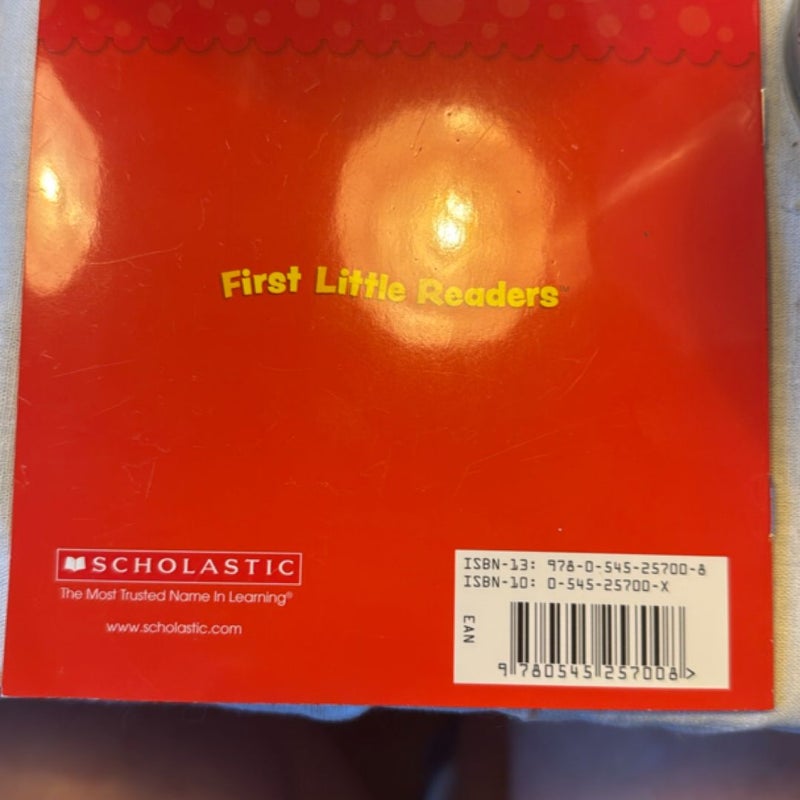 First Little Readers™
SCHOLASTIC
The Most Trusted Name In Learning®
www.scholastic.com
ISBN-13: 978-0-545-25700-8
ISBN-10: 0-545-25700-X
EAN
9 780545 257008 >